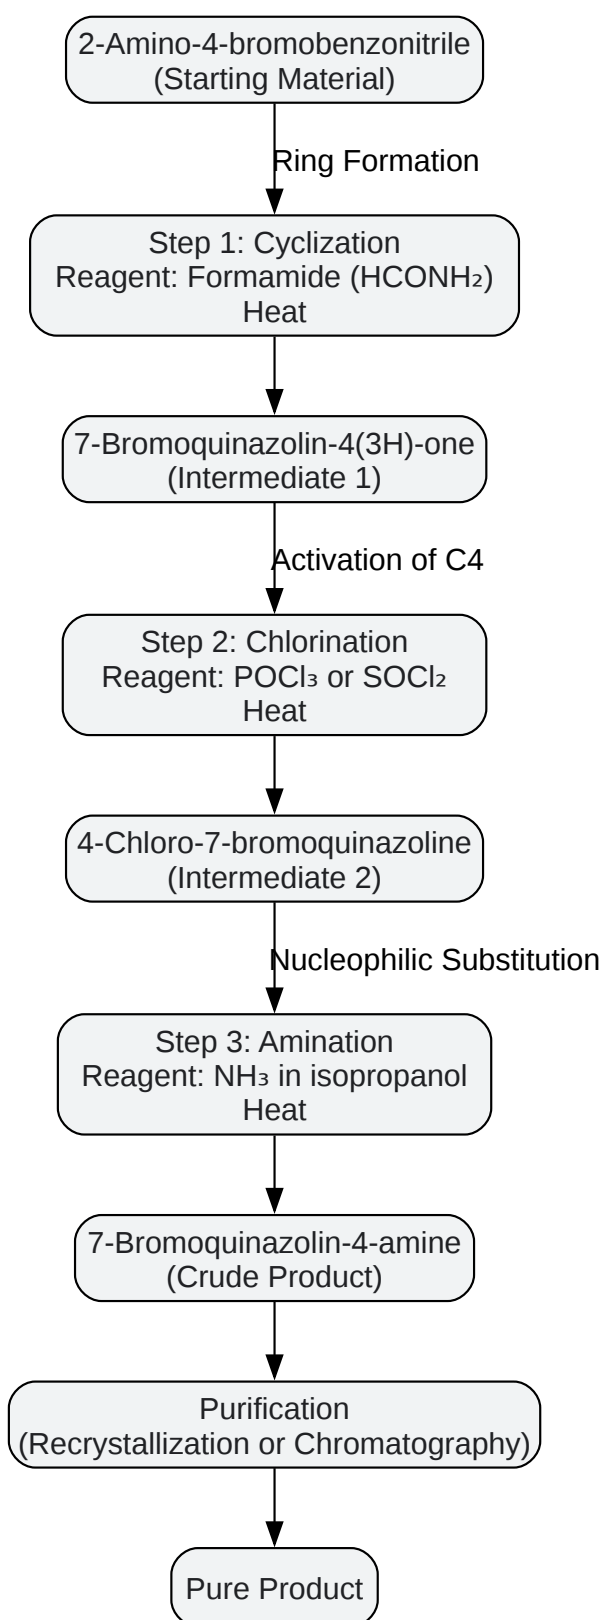 2-Amino-4-bromobenzonitrile
(Starting Material)
Ring Formation
Step 1: Cyclization
Reagent: Formamide (HCONH₂)
Heat
7-Bromoquinazolin-4(3H)-one
(Intermediate 1)
Activation of C4
Step 2: Chlorination
Reagent: POCl₃ or SOCl₂
Heat
4-Chloro-7-bromoquinazoline
(Intermediate 2)
Nucleophilic Substitution
Step 3: Amination
Reagent: NH₃ in isopropanol
Heat
7-Bromoquinazolin-4-amine
(Crude Product)
Purification
(Recrystallization or Chromatography)
Pure Product